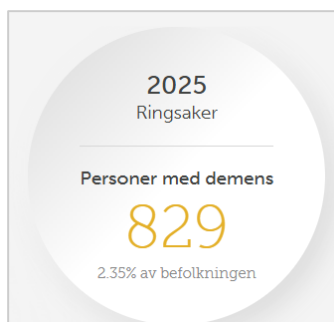 2025
Ringsaker
Personer med demens
829
2.35% av befolkningen